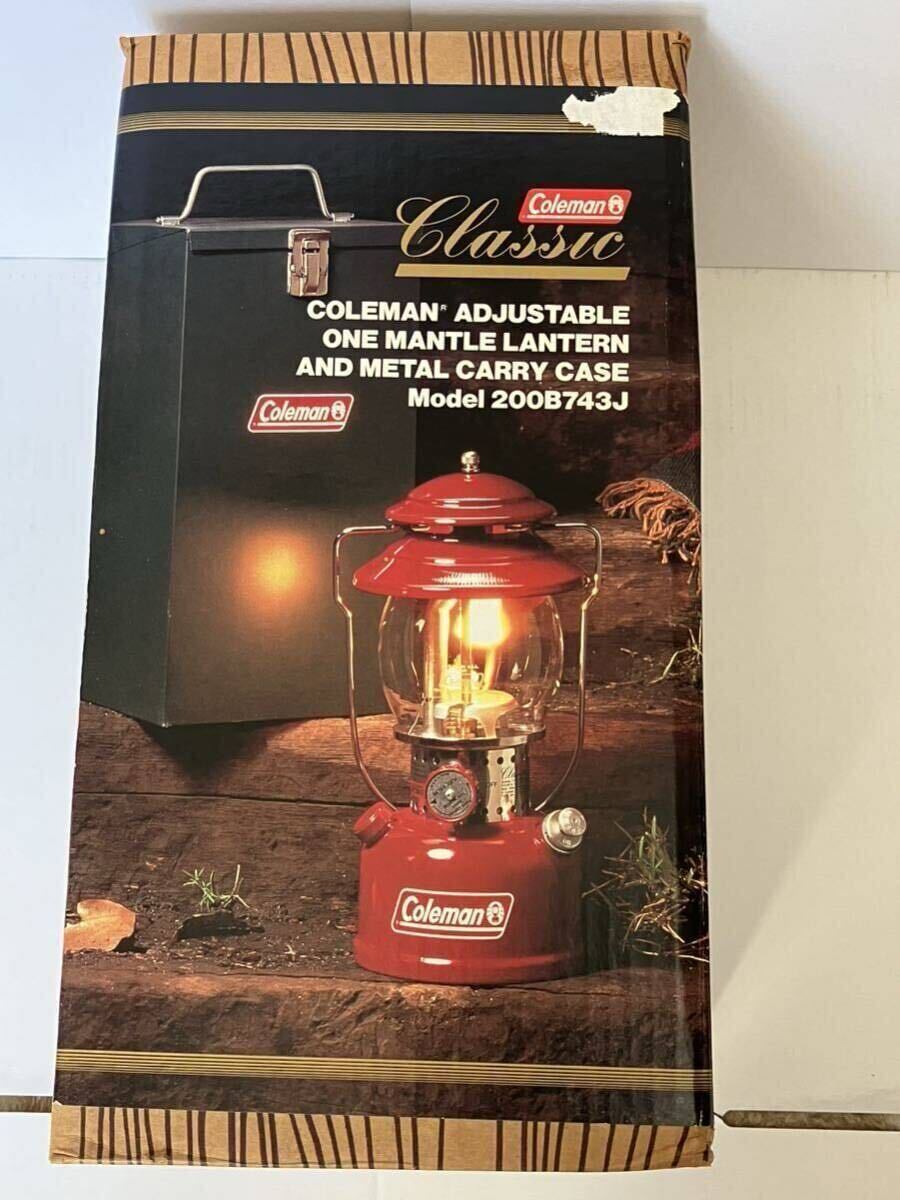 Coleman
Classic
COLEMAN® ADJUSTABLE
ONE MANTLE LANTERN
AND METAL CARRY CASE
Model 200B743J
Coleman
Coleman